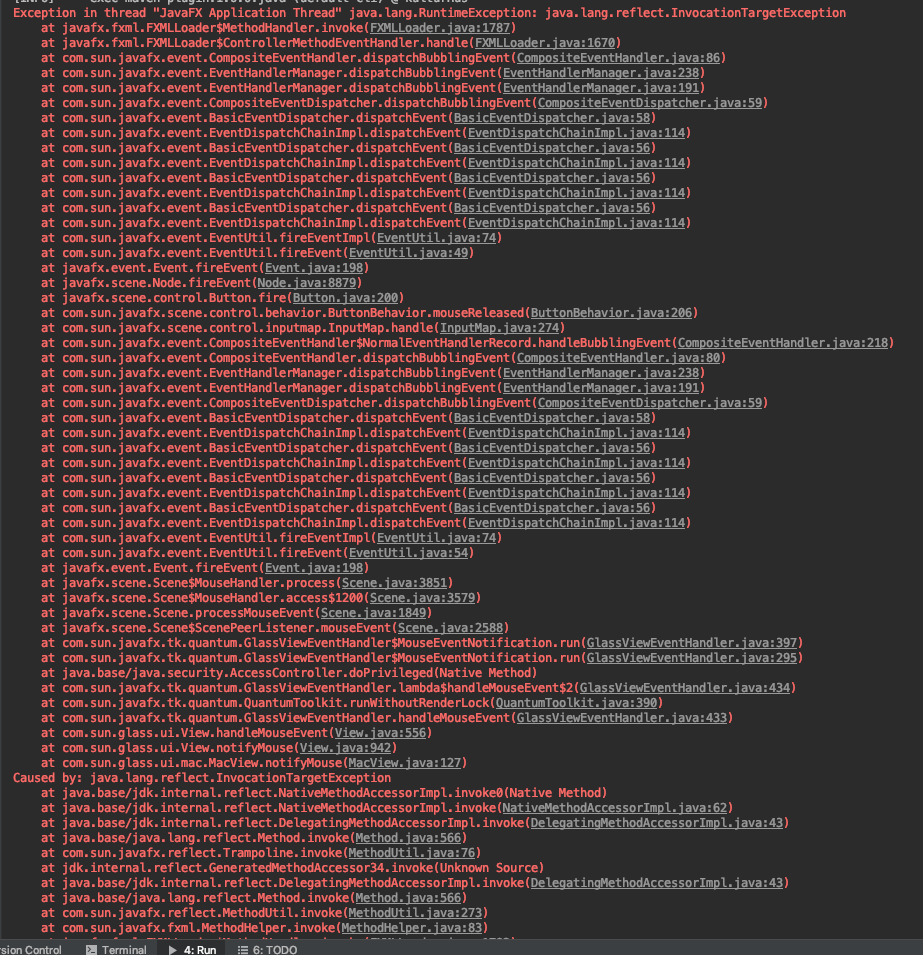 Exception in thread "JavaFX Application Thread" java.lang.RuntimeException: java.lang.reflect.InvocationTargetException
at javafx.fxml.FXMLLoader$MethodHandler.invoke(FXMLLoader.java:1787)
at javafx.fxml.FXMLLoader$ControllerMethodEventHandler.handle(FXMLLoader.java:1670)
at com.sun.javafx.event.CompositeEventHandler.dispatchBubblingEvent(CompositeEventHandler.java:86)
at com.sun.javafx.event.EventHandlerManager.dispatchBubblingEvent(EventHandlerManager.java:238)
at com.sun.javafx.event.EventHandlerManager.dispatchBubblingEvent(EventHandlerManager.java:191)
at com.sun.javafx.event.CompositeEventDispatcher.dispatchBubblingEvent(CompositeEventDispatcher.java:59)
at com.sun.javafx.event.BasicEventDispatcher.dispatchEvent(BasicEventDispatcher.java:58)
at com.sun.javafx.event.EventDispatchChainImpl.dispatchEvent(EventDispatchChainImpl.java:114)
at com.sun.javafx.event.BasicEventDispatcher.dispatchEvent(BasicEventDispatcher.java:56)
at com.sun.javafx.event.EventDispatchChainImpl.dispatchEvent(EventDispatchChainImpl.java:114)
at com.sun.javafx.event.BasicEventDispatcher.dispatchEvent(BasicEventDispatcher.java:56)
at com.sun.javafx.event.EventDispatchChainImpl.dispatchEvent(EventDispatchChainImpl.java:114)
at com.sun.javafx.event.BasicEventDispatcher.dispatchEvent(BasicEventDispatcher.java:56)
at com.sun.javafx.event.EventDispatchChainImpl.dispatchEvent(EventDispatchChainImpl.java:114)
at com.sun.javafx.event.EventUtil.fireEventImpl(EventUtil.java:74)
at com.sun.javafx.event.EventUtil.fireEvent(EventUtil.java:49)
at javafx.event.Event.fireEvent(Event.java:198)
at javafx.scene.Node.fireEvent(Node.java:8879)
at javafx.scene.control.Button.fire(Button.java:200)
at com.sun.javafx.scene.control.behavior.ButtonBehavior.mouseReleased(ButtonBehavior.java:206)
at com.sun.javafx.scene.control.inputmap.InputMap.handle(InputMap.java:274)
at com.sun.javafx.event.CompositeEventHandler$NormalEventHandlerRecord.handleBubblingEvent(CompositeEventHandler.java:218)
at com.sun.javafx.event.CompositeEventHandler.dispatchBubblingEvent(CompositeEventHandler.java:80)
at com.sun.javafx.event.EventHandlerManager.dispatchBubblingEvent(EventHandlerManager.java:238)
at com.sun.javafx.event.EventHandlerManager.dispatchBubblingEvent(EventHandlerManager.java:191)
at com.sun.javafx.event.CompositeEventDispatcher.dispatchBubblingEvent(CompositeEventDispatcher.java:59)
at com.sun.javafx.event.BasicEventDispatcher.dispatchEvent(BasicEventDispatcher.java:58)
at com.sun.javafx.event.EventDispatchChainImpl.dispatchEvent(EventDispatchChainImpl.java:114)
at com.sun.javafx.event.BasicEventDispatcher.dispatchEvent(BasicEventDispatcher.java:56)
at com.sun.javafx.event.EventDispatchChainImpl.dispatchEvent(EventDispatchChainImpl.java:114)
at com.sun.javafx.event.BasicEventDispatcher.dispatchEvent(BasicEventDispatcher.java:56)
at com.sun.javafx.event.EventDispatchChainImpl.dispatchEvent(EventDispatchChainImpl.java:114)
at com.sun.javafx.event.BasicEventDispatcher.dispatchEvent(BasicEventDispatcher.java:56)
at com.sun.javafx.event.EventDispatchChainImpl.dispatchEvent(EventDispatchChainImpl.java:114)
at com.sun.javafx.event.EventUtil.fireEventImpl(EventUtil.java:74)
at com.sun.javafx.event.EventUtil.fireEvent(EventUtil.java:54)
at javafx.event.Event.fireEvent(Event.java:198)
at javafx.scene.Scene$MouseHandler.process(Scene.java:3851)
at javafx.scene.Scene$MouseHandler.access$1200(Scene.java:3579)
at javafx.scene.Scene.processMouseEvent(Scene.java:1849)
at javafx.scene.Scene$ScenePeerListener.mouseEvent(Scene.java:2588)
at com.sun.javafx.tk.quantum.GlassViewEventHandler$MouseEventNotification.run(GlassViewEventHandler.java:397)
at com.sun.javafx.tk.quantum.GlassViewEventHandler$MouseEventNotification.run(GlassViewEventHandler.java:295)
at java.base/java.security.AccessController.doPrivileged(Native Method)
at com.sun.javafx.tk.quantum.GlassViewEventHandler.lambda$handleMouseEvent$2(GlassViewEventHandler.java:434)
at com.sun.javafx.tk.quantum.QuantumToolkit.runWithoutRenderLock(QuantumToolkit.java:390)
at com.sun.javafx.tk.quantum.GlassViewEventHandler.handleMouseEvent(GlassViewEventHandler.java:433)
at com.sun.glass.ui.View.handleMouseEvent(View.java:556)
at com.sun.glass.ui.View.notifyMouse(View.java:942)
at com.sun.glass.ui.mac.MacView.notifyMouse(MacView.java:127)
Caused by: java.lang.reflect.InvocationTargetException
at java.base/jdk.internal.reflect.NativeMethodAccessorImpl.invoke0(Native Method)
at java.base/jdk.internal.reflect.NativeMethodAccessorImpl.invoke(NativeMethodAccessorImpl.java:62)
at java.base/jdk.internal.reflect.DelegatingMethodAccessorImpl.invoke(DelegatingMethodAccessorImpl.java:43)
at java.base/java.lang.reflect.Method.invoke(Method.java:566)
at com.sun.javafx.reflect.Trampoline.invoke(MethodUtil.java:76)
at jdk.internal.reflect.GeneratedMethodAccessor34.invoke(Unknown Source)
at java.base/jdk.internal.reflect.DelegatingMethodAccessorImpl.invoke(DelegatingMethodAccessorImpl.java:43)
at java.base/java.lang.reflect.Method.invoke(Method.java:566)
at com.sun.javafx.reflect.MethodUtil.invoke(MethodUtil.java:273)
at com.sun.javafx.fxml.MethodHelper.invoke(MethodHelper.java:83)
rsion Control Terminal 4: Run 6: TODO